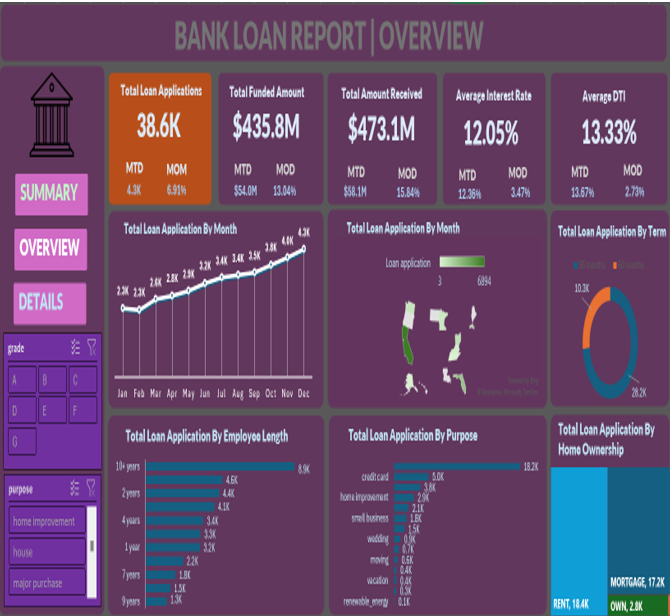 BANK LOAN REPORT | OVERVIEW
SUMMARY
OVERVIEW
DETAILS
grade
A B C
D E F
G
purpose
home improvement
house
major purchase
Total Loan Applications
38.6K
MTD MOM
4.3K 6.91%
Total Funded Amount
$435.8M
MTD MOD
$54.0M 13.04%
Total Amount Received
$473.1M
MTD MOD
$58.1M 15.84%
Average Interest Rate
12.05%
MTD MOD
12.36% 3.47%
Average DTI
13.33%
MTD MOD
13.67% 2.73%
Total Loan Application By Month
2.3K 2.3K 2.6K 2.8K 2.9K 3.2K 3.4K 3.4K 3.5K 3.8K 4.0K 4.3K
Jan Feb Mar Apr May Jun Jul Aug Sep Oct Nov Dec
Total Loan Application By Month
Loan application
3 6894
Total Loan Application By Term
10.3K
28.2K
Total Loan Application By Employee Length
10+ years 8.9K
4.6K
2 years 4.4K
4.1K
4 years 3.4K
3.3K
1 year 3.2K
2.2K
7 years 1.8K
1.5K
9 years 1.3K
Total Loan Application By Purpose
18.2K
credit card 5.0K
3.8K
home improvement 2.9K
2.1K
small business 1.8K
1.5K
wedding 0.9K
0.7K
moving 0.6K
0.4K
vacation 0.4K
0.3K
renewable_energy 0.1K
Total Loan Application By
Home Ownership
RENT, 18.4K
MORTGAGE, 17.2K
OWN, 2.8K